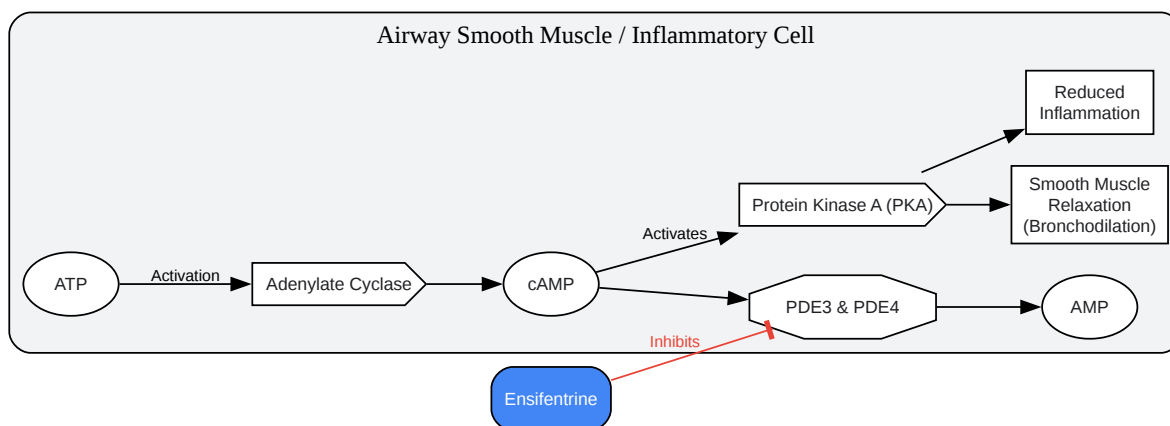 Airway Smooth Muscle / Inflammatory Cell
Reduced
Inflammation
Protein Kinase A (PKA)
Smooth Muscle
Relaxation
(Bronchodilation)
Activates
ATP
Activation
Adenylate Cyclase
cAMP
PDE3 & PDE4
AMP
Inhibits
Ensifentrine